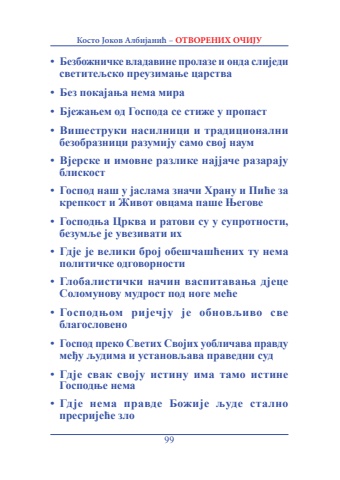 Косто Јоков Албијанић – ОТВОРЕНИХ ОЧИЈУ
• Безбожничке владавине пролазе и онда слиједи
светитељско преузимање царства
• Без покајања нема мира
• Бјежањем од Господа се стиже у пропаст
• Вишеструки насилници и традиционални
безобразници разумију само свој наум
• Вјерске и имовне разлике најјаче разарају
блискост
• Господ наш у јаслама значи Храну и Пиће за
крепкост и Живот овцама паше Његове
• Господња Црква и ратови су у супротности,
безумље је увезивати их
• Гдје је велики број обешчашћених ту нема
политичке одговорности
• Глобалистички начин васпитавања дјеце
Соломунову мудрост под ноге меће
• Господњом ријечју је обновљиво све
благословено
• Господ преко Светих Својих уобличава правду
међу људима и установљава праведни суд
• Гдје свак своју истину има тамо истине
Господње нема
• Гдје нема правде Божије људе стално
пресријеће зло
99